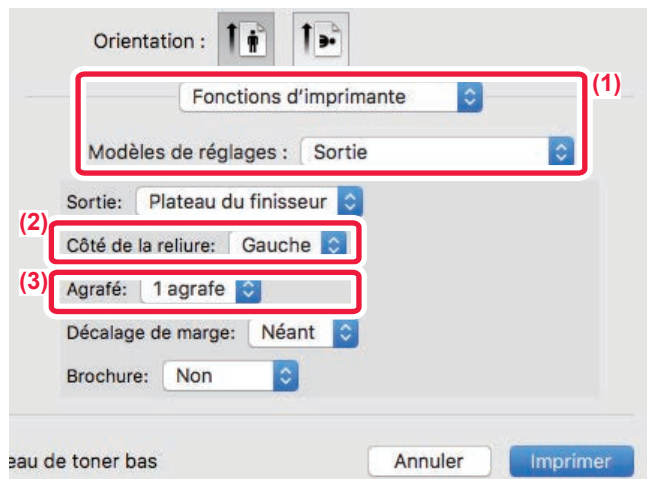 Orientation :
(1)
Fonctions d'imprimante
Modèles de réglages : Sortie
Sortie: Plateau du finisseur
(2)
Côté de la reliure: Gauche
(3)
Agrafé: 1 agrafe
Décalage de marge: Néant
Brochure: Non
eau de toner bas Annuler Imprimer